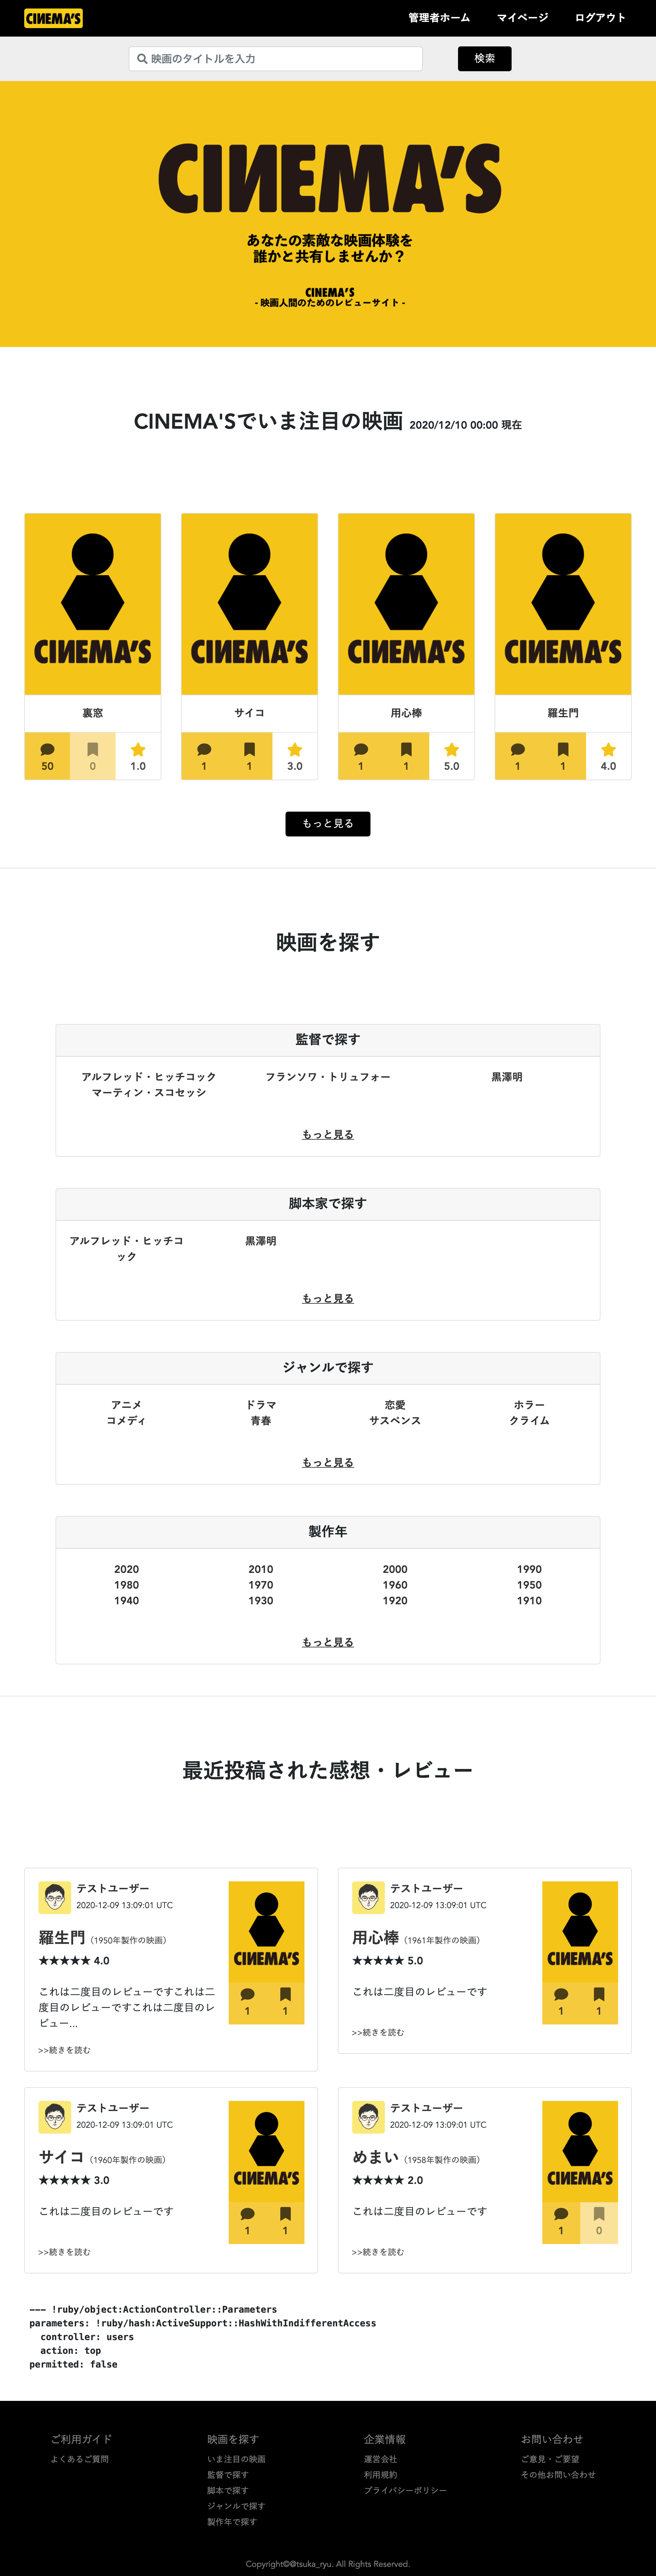 CINEMA'S
管理者ホーム マイページ ログアウト
映画のタイトルを入力 検索
CINEMA'S
あなたの素敵な映画体験を
誰かと共有しませんか？
CINEMA'S
- 映画人間のためのレビューサイト -
CINEMA'Sでいま注目の映画 2020/12/10 00:00 現在
CINEMA'S CINEMA'S CINEMA'S CINEMA'S
裏窓 サイコ 用心棒 羅生門
50 0 1.0 1 1 3.0 1 1 5.0 1 1 4.0
もっと見る
映画を探す
監督で探す
アルフレッド・ヒッチコック フランソワ・トリュフォー 黒澤明
マーティン・スコセッシ
もっと見る
脚本家で探す
アルフレッド・ヒッチコ 黒澤明
ック
もっと見る
ジャンルで探す
アニメ ドラマ 恋愛 ホラー
コメディ 青春 サスペンス クライム
もっと見る
製作年
2020 2010 2000 1990
1980 1970 1960 1950
1940 1930 1920 1910
もっと見る
最近投稿された感想・レビュー
テストユーザー
2020-12-09 13:09:01 UTC
羅生門（1950年製作の映画）
★★★★★ 4.0
これは二度目のレビューですこれは二
度目のレビューですこれは二度目のレ
ビュー...
>>続きを読む
CINEMA'S
1 1
テストユーザー
2020-12-09 13:09:01 UTC
用心棒（1961年製作の映画）
★★★★★ 5.0
これは二度目のレビューです
>>続きを読む
CINEMA'S
1 1
テストユーザー
2020-12-09 13:09:01 UTC
サイコ（1960年製作の映画）
★★★★★ 3.0
これは二度目のレビューです
>>続きを読む
CINEMA'S
1 1
テストユーザー
2020-12-09 13:09:01 UTC
めまい（1958年製作の映画）
★★★★★ 2.0
これは二度目のレビューです
>>続きを読む
CINEMA'S
1 0
--- !ruby/object:ActionController::Parameters
parameters: !ruby/hash:ActiveSupport::HashWithIndifferentAccess
  controller: users
  action: top
permitted: false
ご利用ガイド
よくあるご質問
映画を探す
いま注目の映画
監督で探す
脚本で探す
ジャンルで探す
製作年で探す
企業情報
運営会社
利用規約
プライバシーポリシー
お問い合わせ
ご意見・ご要望
その他お問い合わせ
Copyright©@tsuka_ryu. All Rights Reserved.